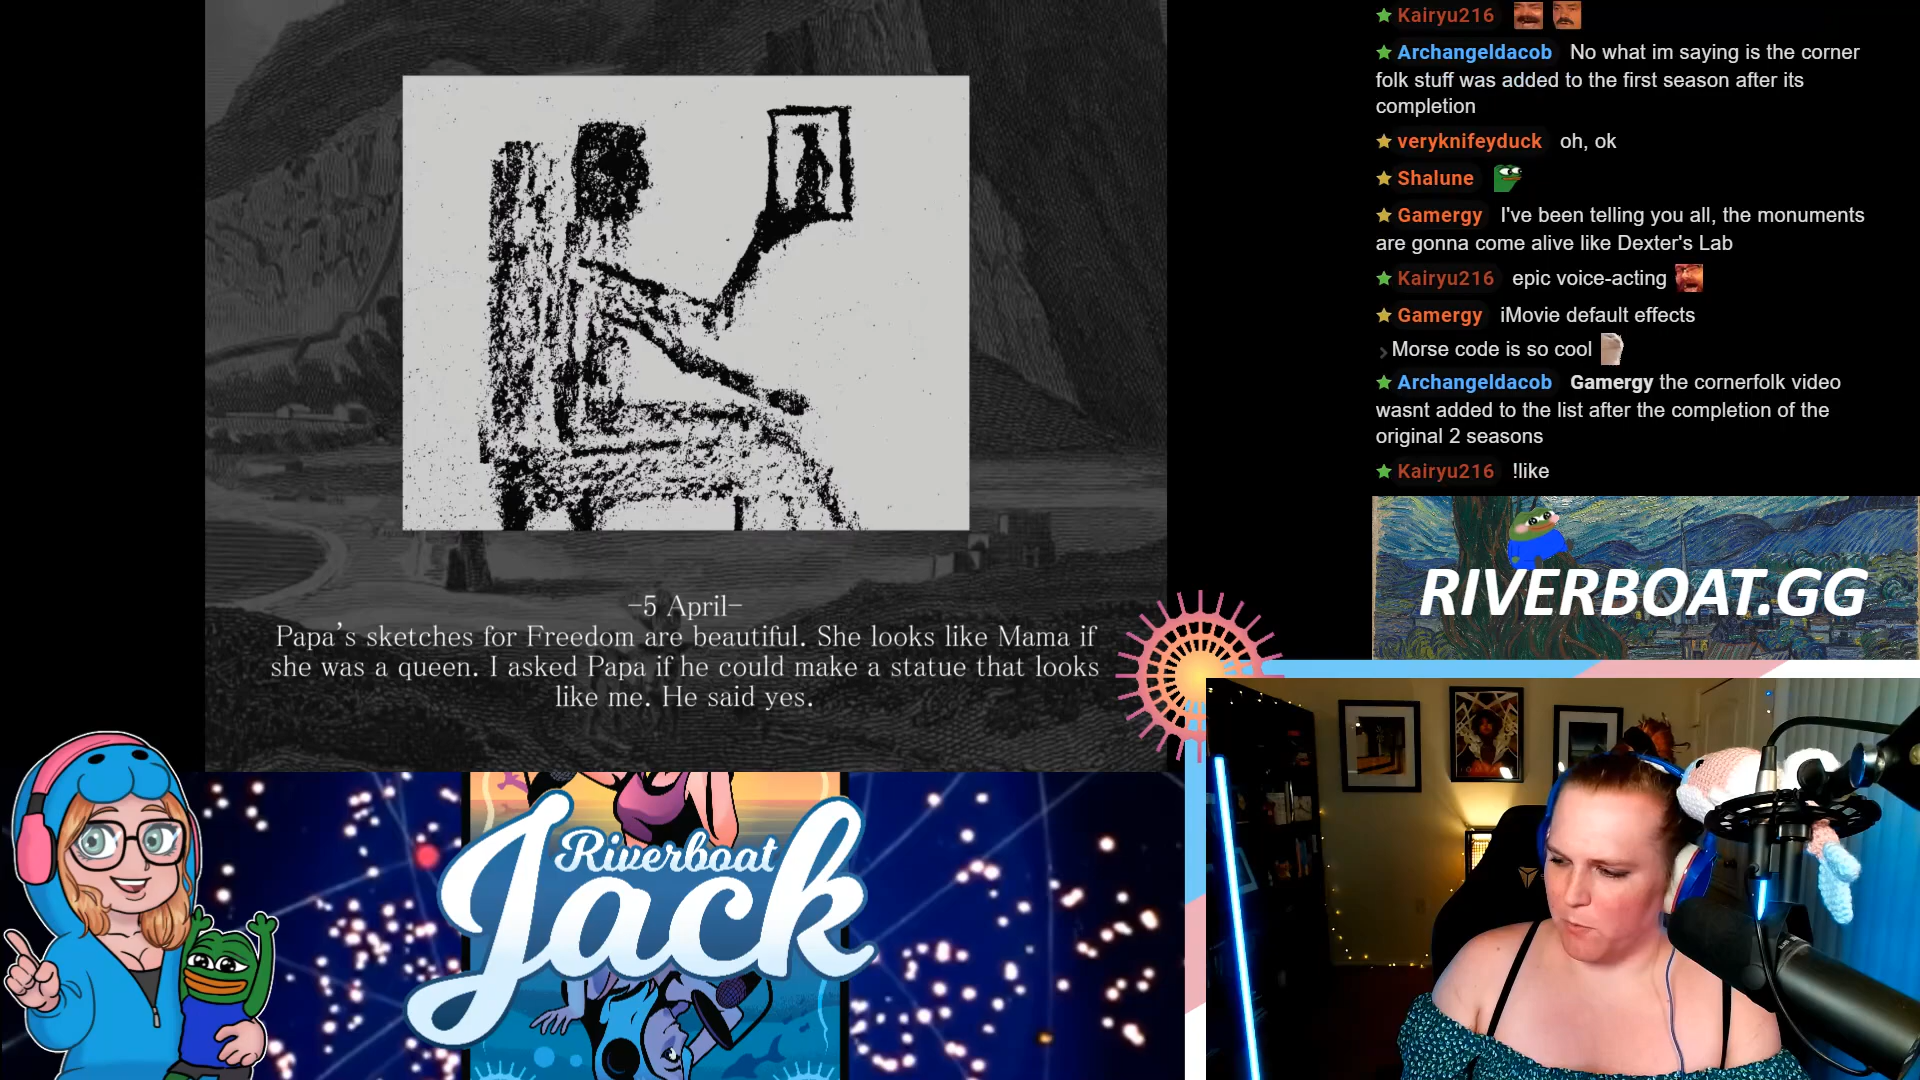 Kairyu216
Archangeldacob No what im saying is the corner
folk stuff was added to the first season after its
completion
veryknifeyduck oh, ok
Shalune
Gamergy I've been telling you all, the monuments
are gonna come alive like Dexter's Lab
Kairyu216 epic voice-acting
Gamergy iMovie default effects
Morse code is so cool
Archangeldacob Gamergy the cornerfolk video
wasnt added to the list after the completion of the
original 2 seasons
Kairyu216 !like
RIVERBOAT.GG
-5 April-
Papa's sketches for Freedom are beautiful. She looks like Mama if
she was a queen. I asked Papa if he could make a statue that looks
like me. He said yes.
Riverboat
Jack